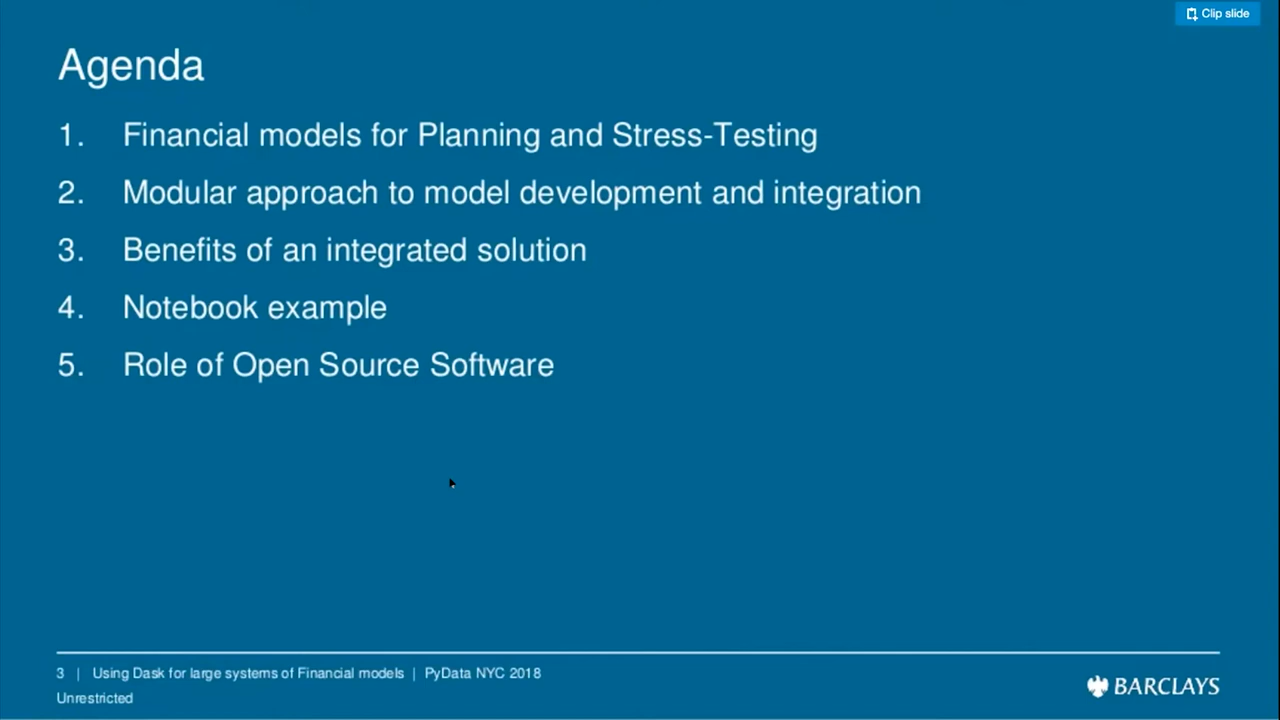 Clip slide
Agenda
1. Financial models for Planning and Stress-Testing
2. Modular approach to model development and integration
3. Benefits of an integrated solution
4. Notebook example
5. Role of Open Source Software
3 | Using Dask for large systems of Financial models | PyData NYC 2018
Unrestricted
BARCLAYS